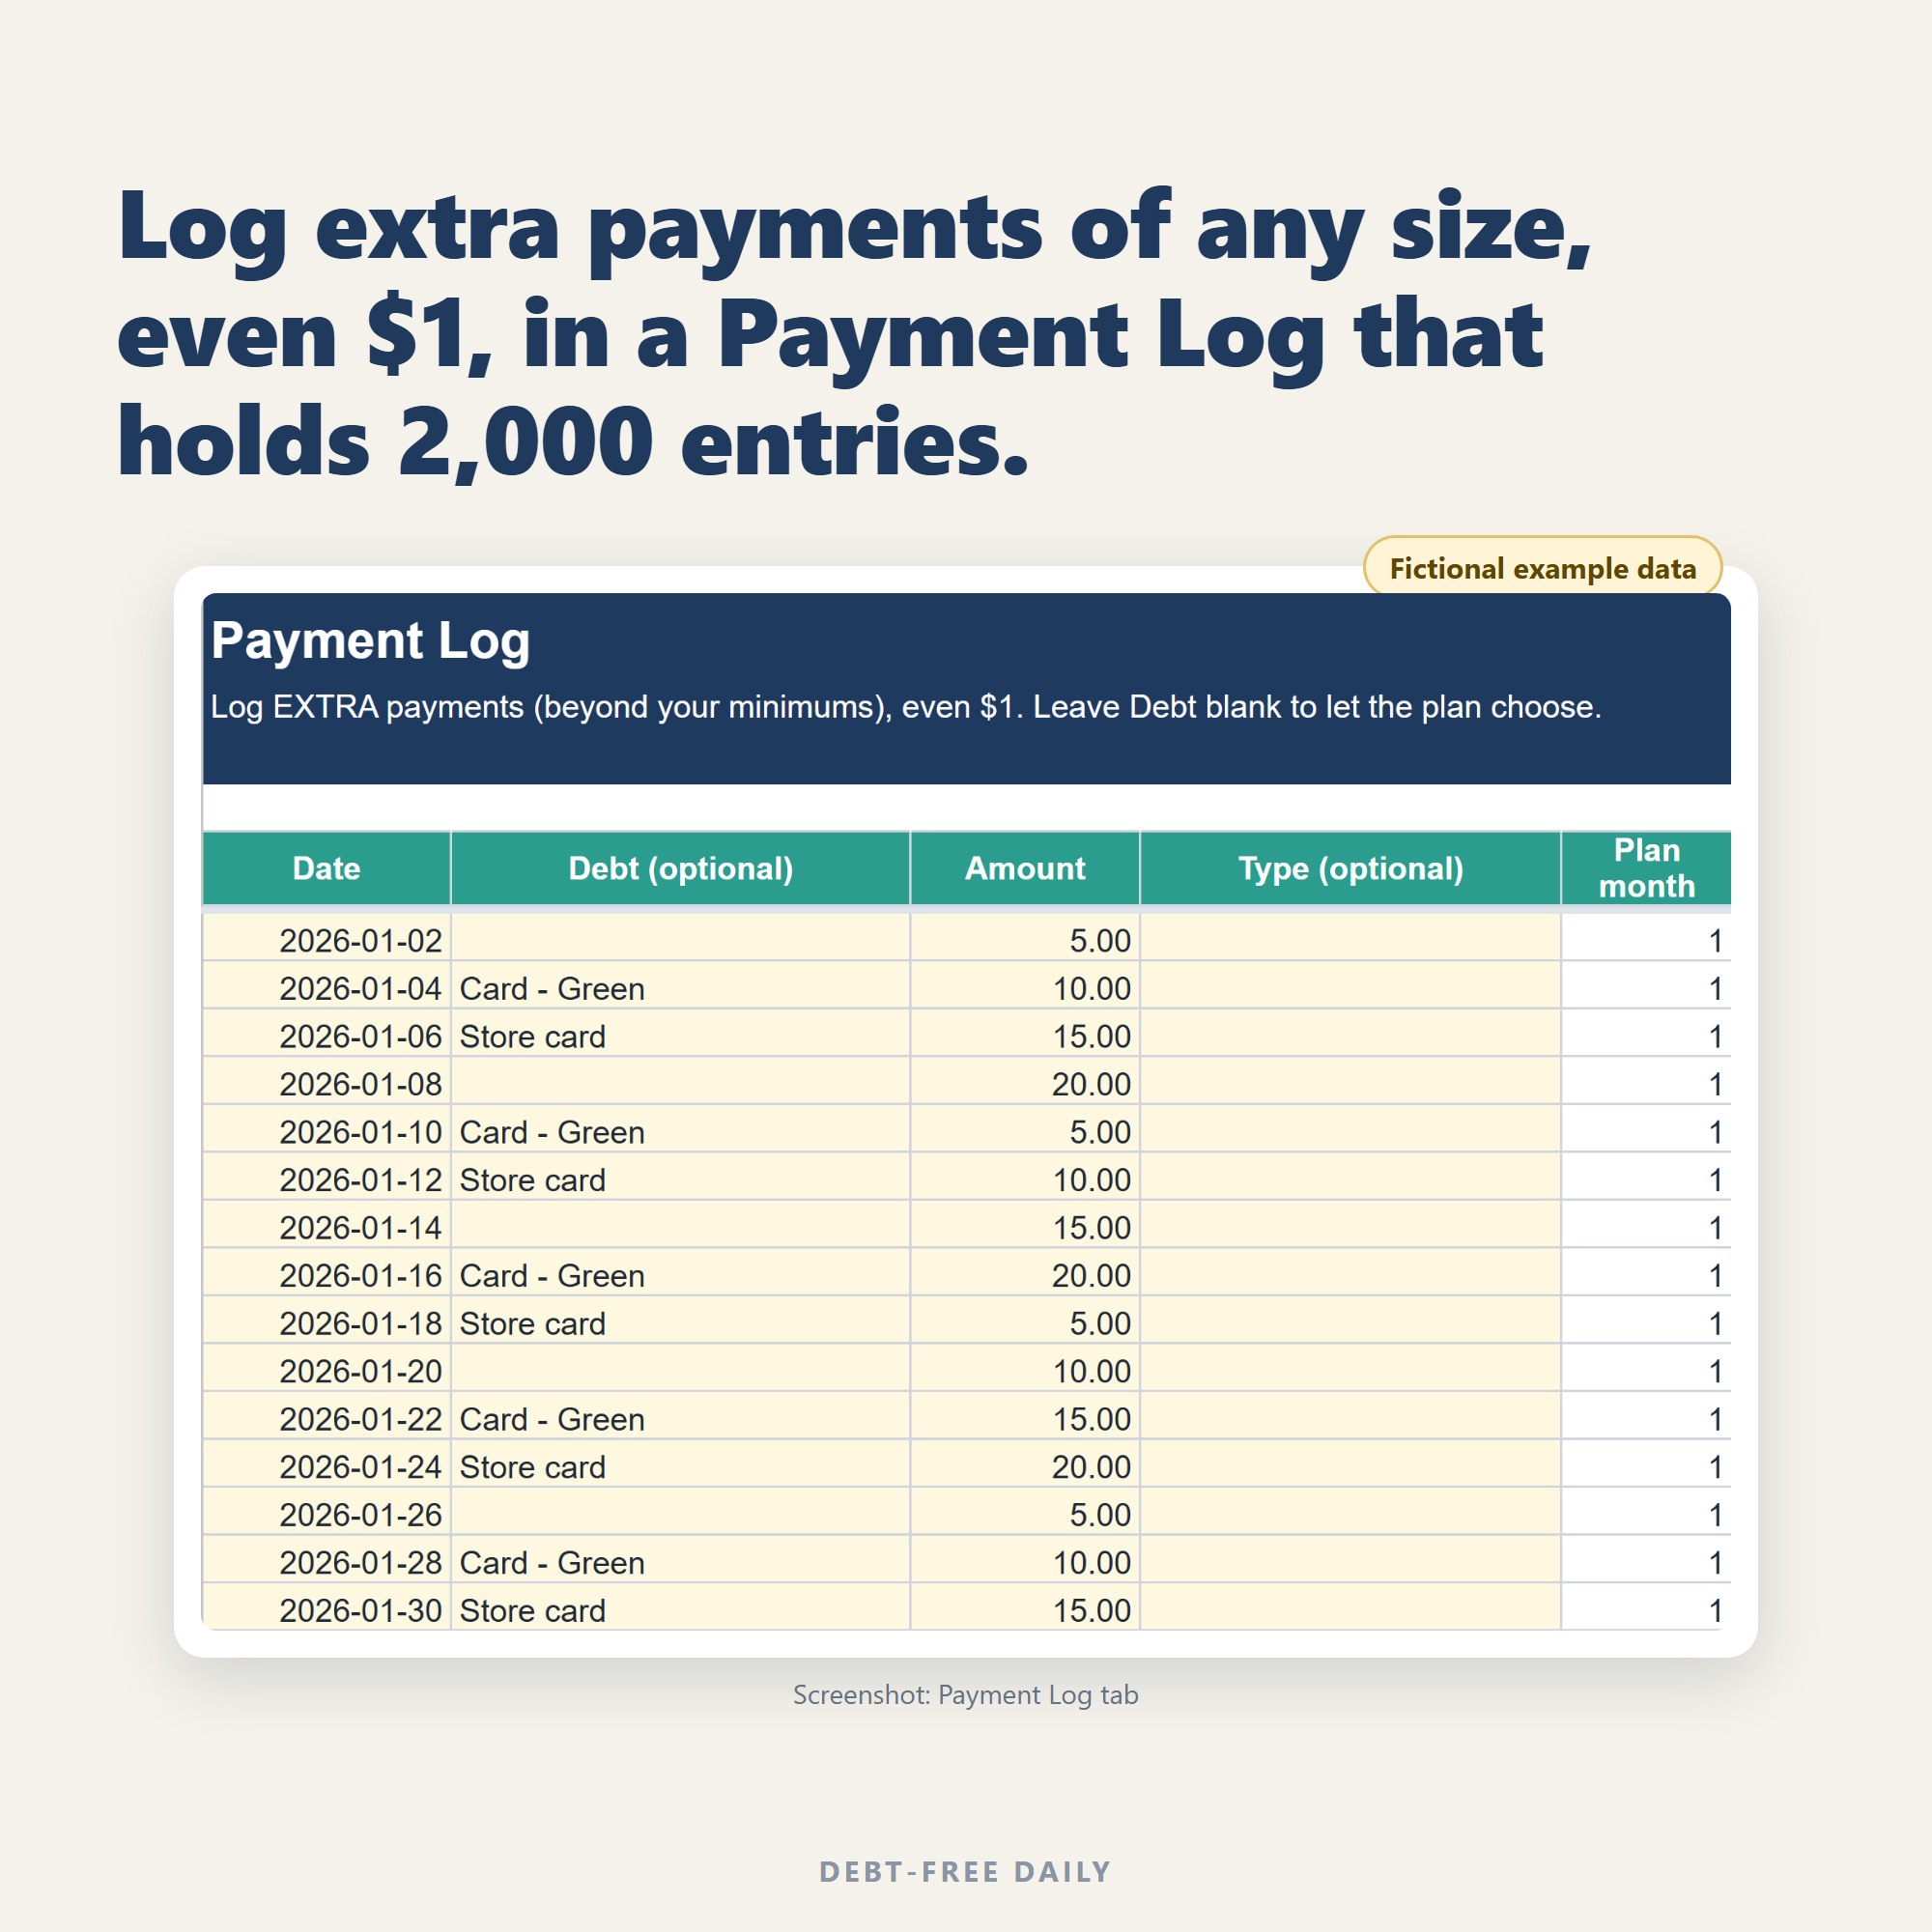 Log extra payments of any size,
even $1, in a Payment Log that
holds 2,000 entries.
Fictional example data
Payment Log
Log EXTRA payments (beyond your minimums), even $1. Leave Debt blank to let the plan choose.
Date Debt (optional) Amount Type (optional) Plan month
2026-01-02 5.00 1
2026-01-04 Card - Green 10.00 1
2026-01-06 Store card 15.00 1
2026-01-08 20.00 1
2026-01-10 Card - Green 5.00 1
2026-01-12 Store card 10.00 1
2026-01-14 15.00 1
2026-01-16 Card - Green 20.00 1
2026-01-18 Store card 5.00 1
2026-01-20 10.00 1
2026-01-22 Card - Green 15.00 1
2026-01-24 Store card 20.00 1
2026-01-26 5.00 1
2026-01-28 Card - Green 10.00 1
2026-01-30 Store card 15.00 1
Screenshot: Payment Log tab
DEBT-FREE DAILY